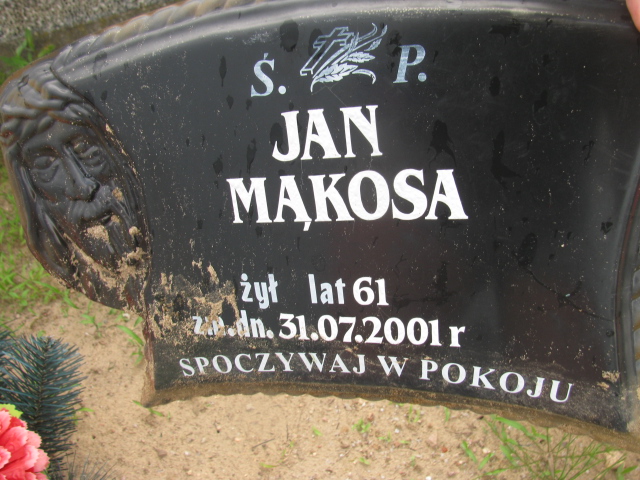 Ś. P.
JAN
MĄKOSA
żył lat 61
zm.dn. 31.07.2001 r
SPOCZYWAJ W POKOJU